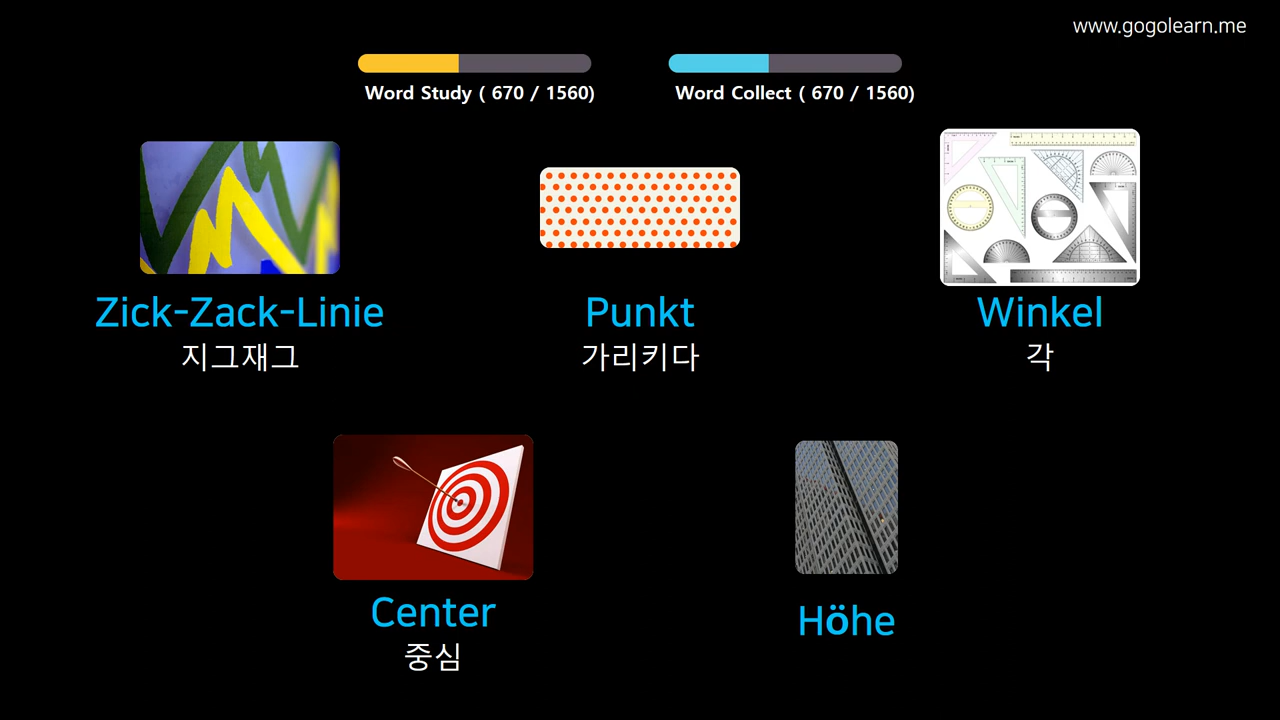 www.gogolearn.me
Word Study ( 670 / 1560)
Word Collect ( 670 / 1560)
Zick-Zack-Linie
지그재그
Punkt
가리키다
Winkel
각
Center
중심
Höhe